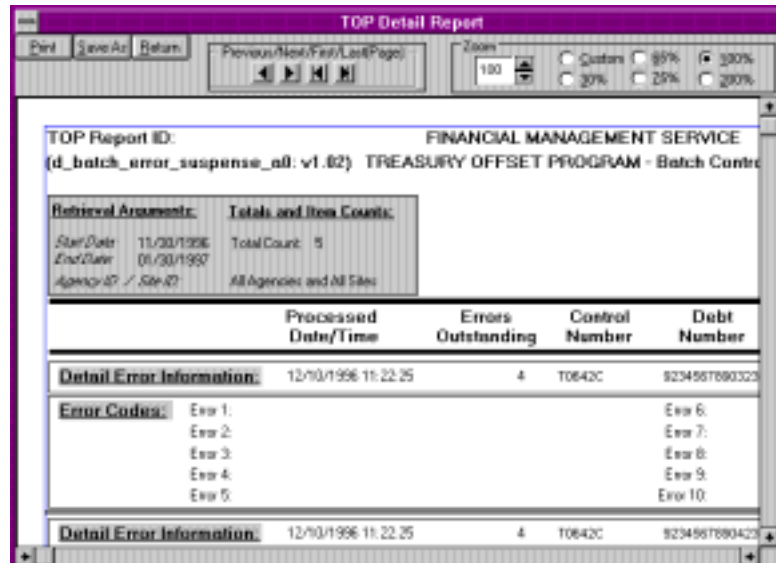 TOP Detail Report
Print Save As Return Previous/Next/First/Last(Page) Zoom 100 Custom 65% 100%
30% 25% 200%
TOP Report ID: FINANCIAL MANAGEMENT SERVICE
(d_batch_error_suspense_a0: v1.02) TREASURY OFFSET PROGRAM - Batch Contro
Retrieval Arguments: Totals and Item Counts:
Start Date 11/30/1996 Total Count: 5
End Date 01/30/1997
Agency ID / Site ID: All Agencies and All Sites
Processed Errors Control Debt
Date/Time Outstanding Number Number
Detail Error Information: 12/10/1996 11:22:25 4 T0642C 9234567890323
Error Codes: Error 1: Error 6:
Error 2: Error 7:
Error 3: Error 8:
Error 4: Error 9:
Error 5: Error 10:
Detail Error Information: 12/10/1996 11:22:25 4 T0642C 9234567890423